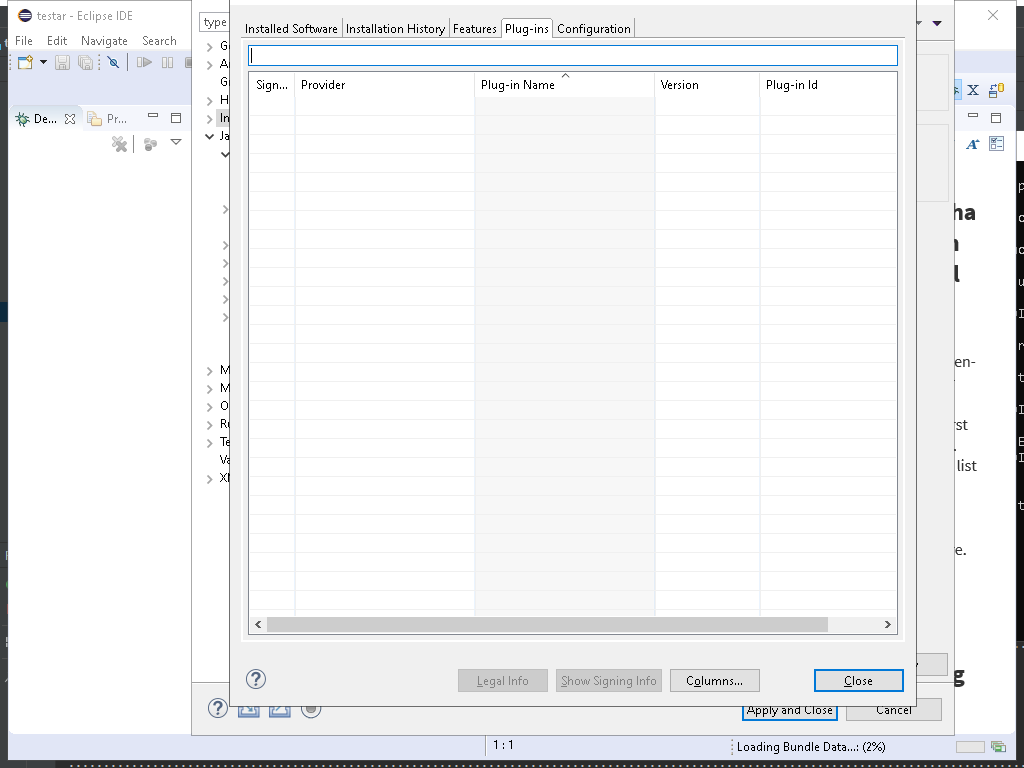 testar - Eclipse IDE
File Edit Navigate Search
De... Pr...
type
Installed Software Installation History Features Plug-ins Configuration
Sign... Provider Plug-in Name Version Plug-in Id
Legal Info Show Signing Info Columns... Close
Apply and Close Cancel
1 : 1
Loading Bundle Data...: (2%)
list